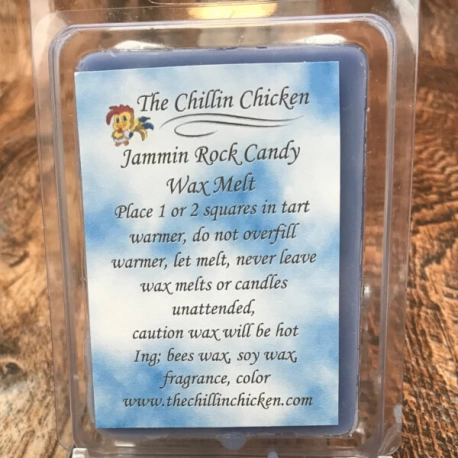 The Chillin Chicken
Jammin Rock Candy
Wax Melt
Place 1 or 2 squares in tart
warmer, do not overfill
warmer, let melt, never leave
wax melts or candles
unattended,
caution wax will be hot
Ing; bees wax, soy wax,
fragrance, color
www.thechillinchicken.com